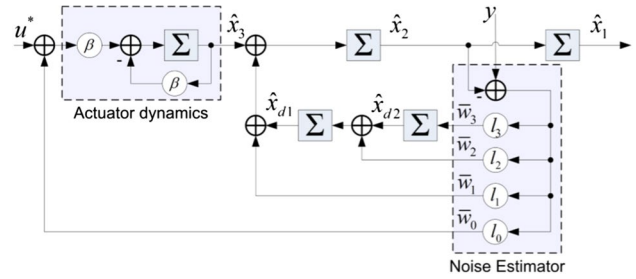 u*
β
-
Σ
x̂₃
Σ
x̂₂
y
Σ
x̂₁
β
Actuator dynamics
-
x̂d1
Σ
x̂d2
Σ
w̅₃
l₃
w̅₂
l₂
w̅₁
l₁
w̅₀
l₀
Noise Estimator